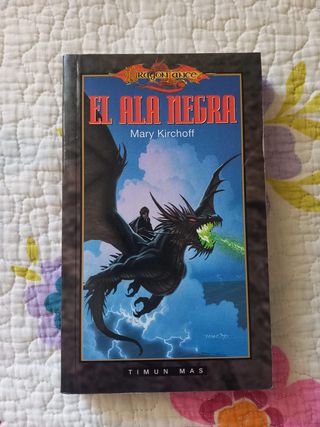 DRAGONLANCE
EL ALA NEGRA
Mary Kirchoff
TIMUN MAS